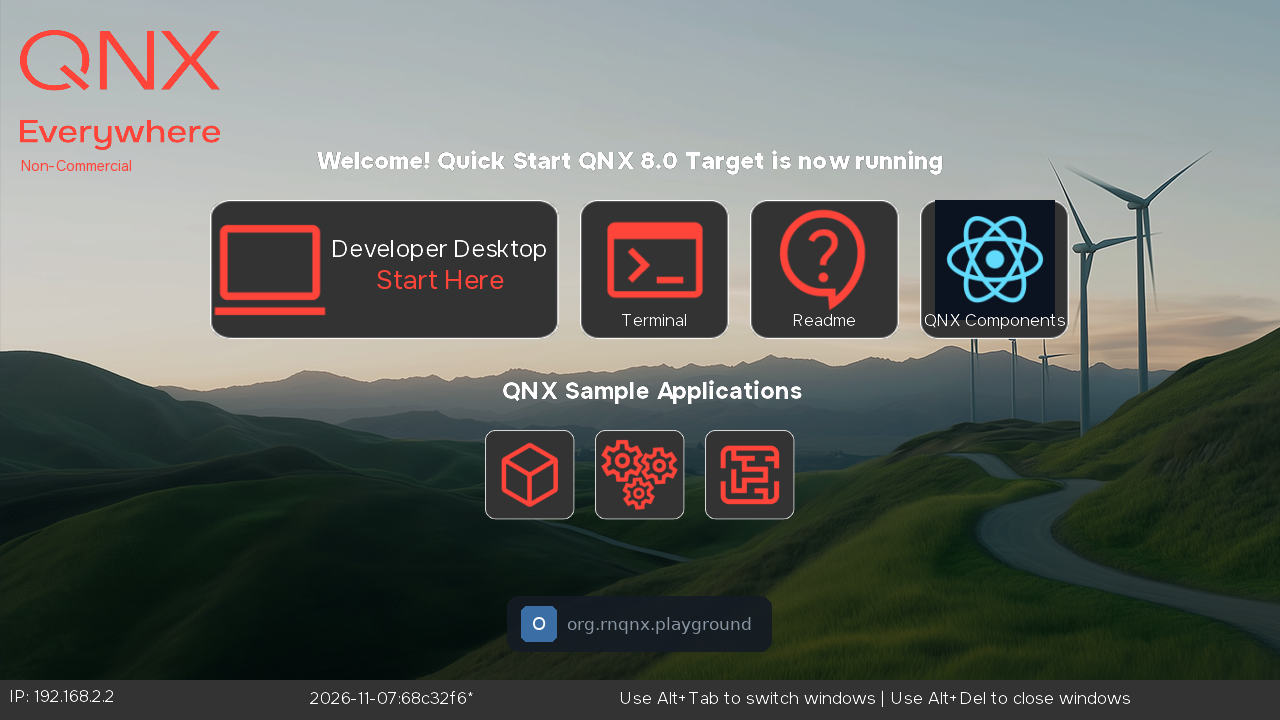 QNX
Everywhere
Non-Commercial
Welcome! Quick Start QNX 8.0 Target is now running
Developer Desktop
Start Here
Terminal
Readme
QNX Components
QNX Sample Applications
O org.rnqnx.playground
IP: 192.168.2.2
2026-11-07:68c32f6*
Use Alt+Tab to switch windows | Use Alt+Del to close windows